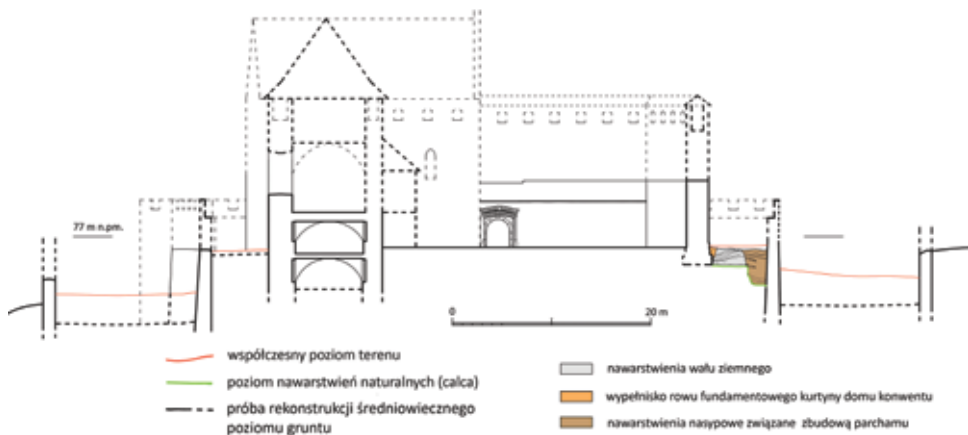 77 m n.pm.
0
20 m
współczesny poziom terenu
poziom nawarstwień naturalnych (calca)
próba rekonstrukcji średniowiecznego
poziomu gruntu
nawarstwienia wału ziemnego
wypełnisko rowu fundamentowego kurtyny domu konwentu
nawarstwienia nasypowe związane zbudową parchamu